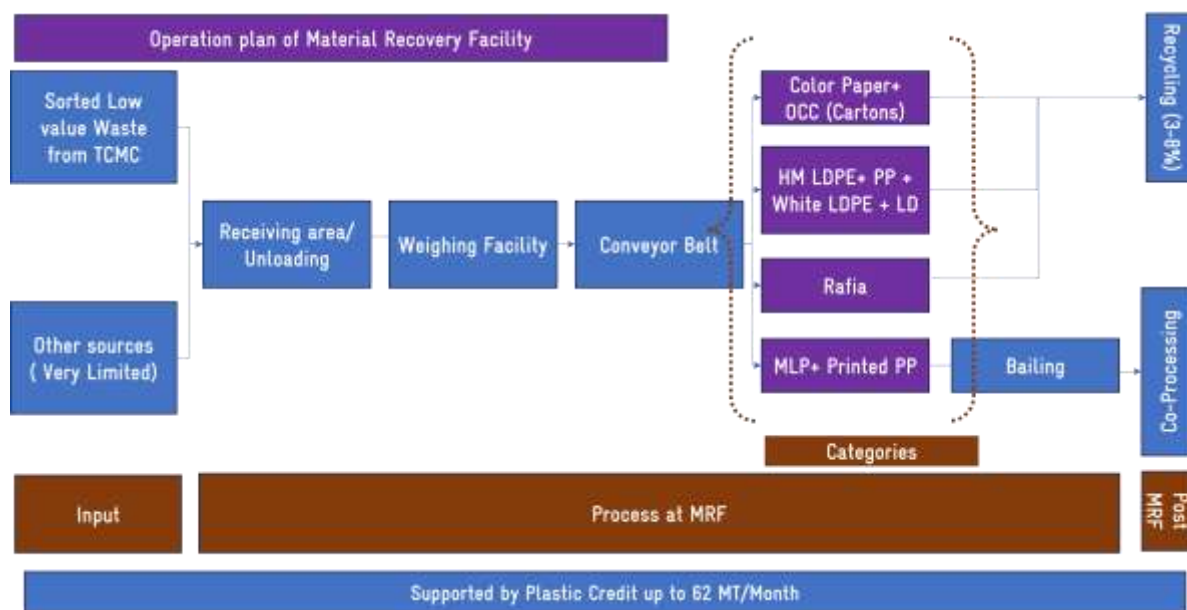 Operation plan of Material Recovery Facility
Sorted Low
value Waste
from TCMC
Other sources
( Very Limited)
Receiving area/
Unloading
Weighing Facility
Conveyor Belt
Color Paper+
OCC (Cartons)
HM LDPE+ PP +
White LDPE + LD
Rafia
MLP+ Printed PP
Bailing
Recycling (3-8%)
Co-Processing
Categories
Input
Process at MRF
Post
MRF
Supported by Plastic Credit up to 62 MT/Month